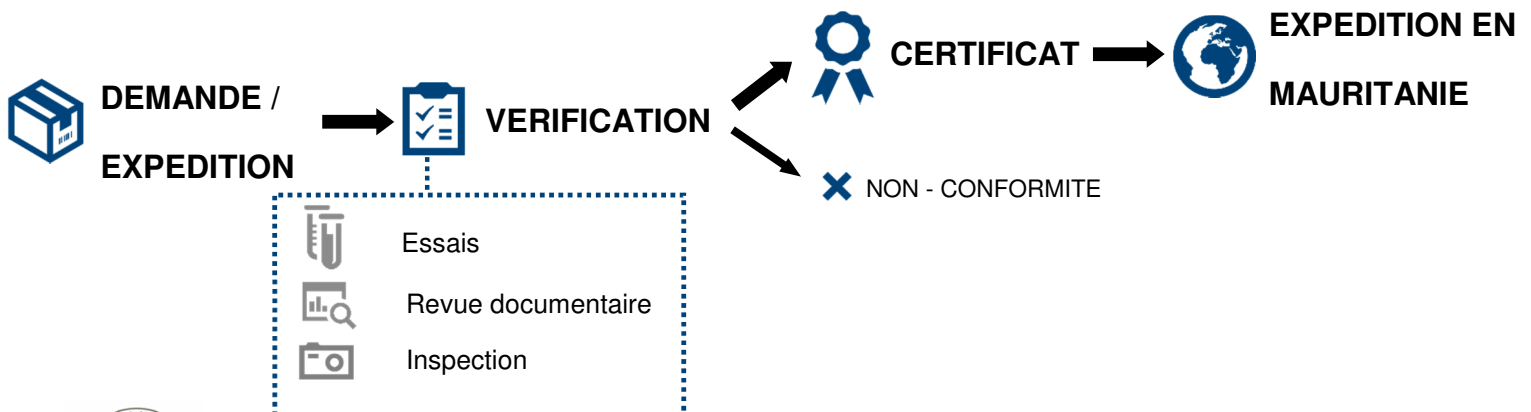 DEMANDE /
EXPEDITION
VERIFICATION
CERTIFICAT
EXPEDITION EN
MAURITANIE
NON - CONFORMITE
Essais
Revue documentaire
Inspection